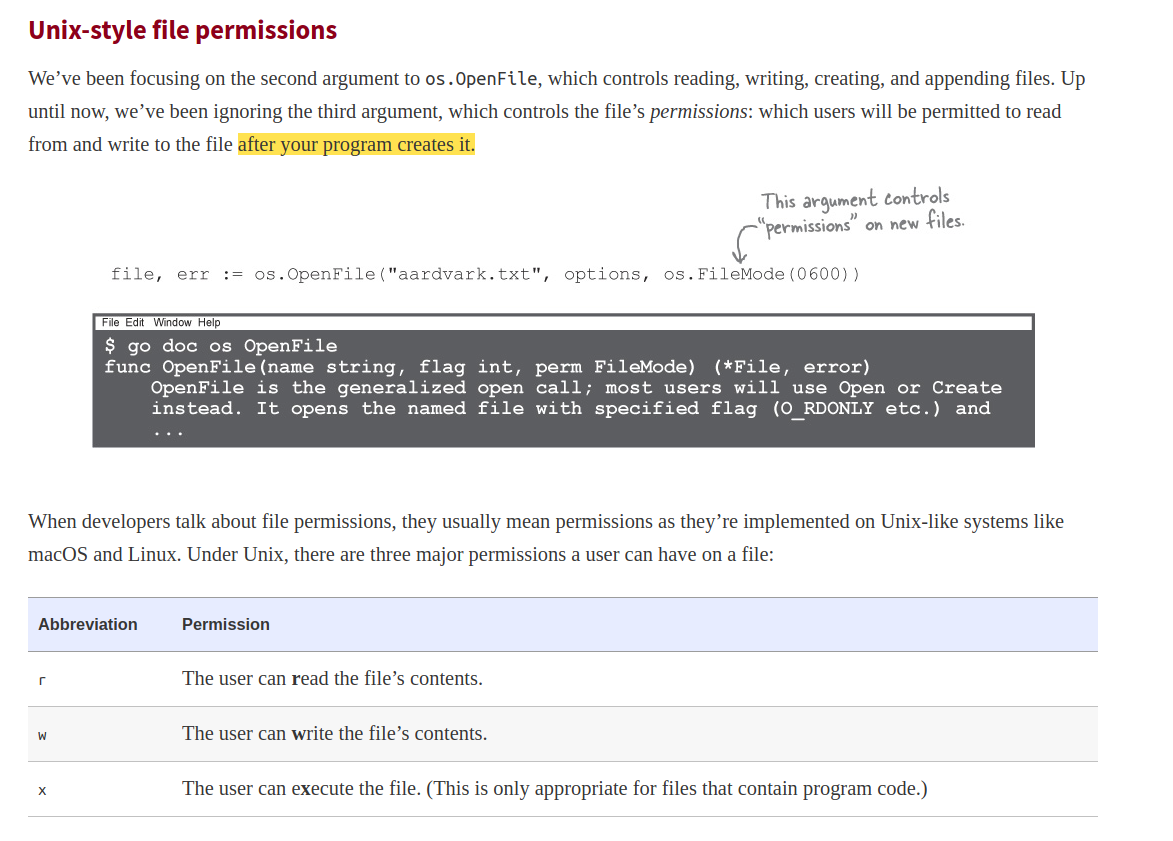 Unix-style file permissions
We’ve been focusing on the second argument to os.OpenFile, which controls reading, writing, creating, and appending files. Up
until now, we’ve been ignoring the third argument, which controls the file’s permissions: which users will be permitted to read
from and write to the file after your program creates it.
This argument controls
“permissions” on new files.
file, err := os.OpenFile("aardvark.txt", options, os.FileMode(0600))
File Edit Window Help
$ go doc os OpenFile
func OpenFile(name string, flag int, perm FileMode) (*File, error)
OpenFile is the generalized open call; most users will use Open or Create
instead. It opens the named file with specified flag (O_RDONLY etc.) and
...
When developers talk about file permissions, they usually mean permissions as they’re implemented on Unix-like systems like
macOS and Linux. Under Unix, there are three major permissions a user can have on a file:
Abbreviation Permission
r The user can read the file’s contents.
w The user can write the file’s contents.
x The user can execute the file. (This is only appropriate for files that contain program code.)